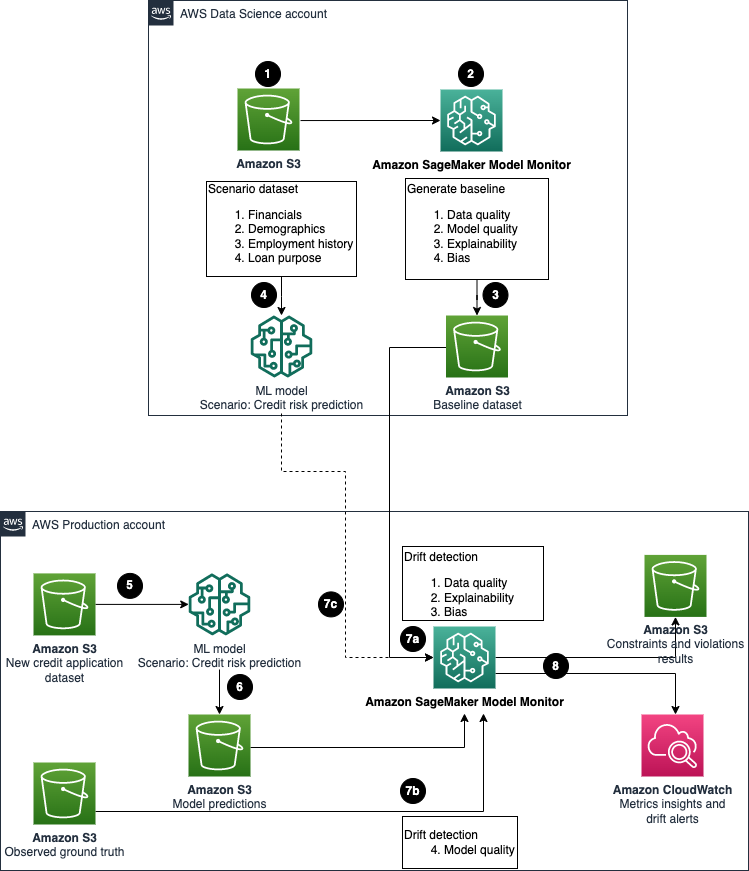 aws
AWS Data Science account
1
2
Amazon S3
Amazon SageMaker Model Monitor
Scenario dataset
1. Financials
2. Demographics
3. Employment history
4. Loan purpose
Generate baseline
1. Data quality
2. Model quality
3. Explainability
4. Bias
4
3
ML model
Scenario: Credit risk prediction
Amazon S3
Baseline dataset
aws
AWS Production account
5
Amazon S3
New credit application
dataset
ML model
Scenario: Credit risk prediction
6
Amazon S3
Model predictions
Amazon S3
Observed ground truth
7c
Drift detection
1. Data quality
2. Explainability
3. Bias
7a
Amazon SageMaker Model Monitor
8
Amazon S3
Constraints and violations
results
Amazon CloudWatch
Metrics insights and
drift alerts
7b
Drift detection
4. Model quality